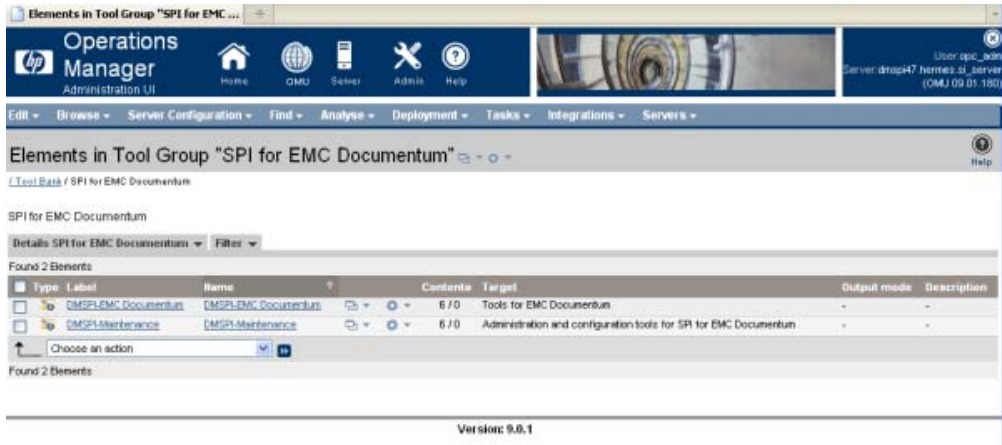 Elements in Tool Group "SPI for EMC ...
hp
Operations Manager
Administration UI
Home
OMU
Server
Admin
Help
User:opc_adm
Server:dmspi47.hermes.si_server
(OMU 09.01.180)
Edit Browse Server Configuration Find Analyse Deployment Tasks Integrations Servers
Elements in Tool Group "SPI for EMC Documentum"
Help
/ Tool Bank / SPI for EMC Documentum
SPI for EMC Documentum
Details SPI for EMC Documentum Filter
Found 2 Elements
Type Label Name Contents Target Output mode Description
DMSPI-EMC Documentum DMSPI-EMC Documentum 6 / 0 Tools for EMC Documentum - -
DMSPI-Maintenance DMSPI-Maintenance 6 / 0 Administration and configuration tools for SPI for EMC Documentum - -
Choose an action
Found 2 Elements
Version: 9.0.1